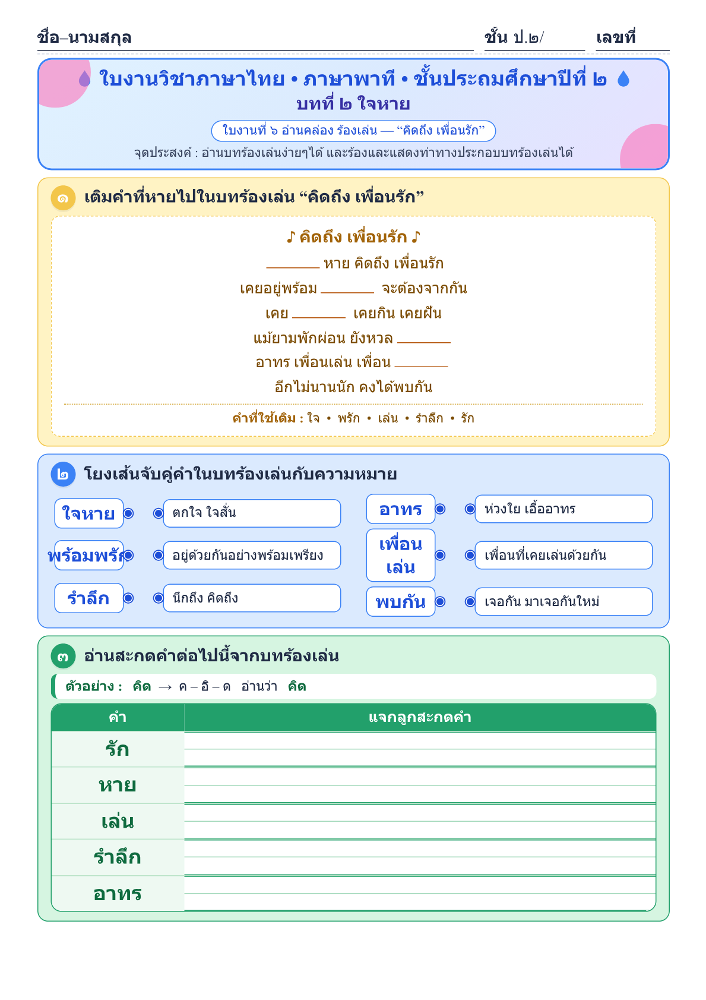 ชื่อ–นามสกุล ชั้น ป.๒/ เลขที่
ใบงานวิชาภาษาไทย • ภาษาพาที • ชั้นประถมศึกษาปีที่ ๒
บทที่ ๒ ใจหาย
ใบงานที่ ๖ อ่านคล่อง ร้องเล่น — “คิดถึง เพื่อนรัก”
จุดประสงค์ : อ่านบทร้องเล่นง่ายๆได้ และร้องและแสดงท่าทางประกอบบทร้องเล่นได้
๑ เติมคำที่หายไปในบทร้องเล่น “คิดถึง เพื่อนรัก”
♪ คิดถึง เพื่อนรัก ♪
________ หาย คิดถึง เพื่อนรัก
เคยอยู่พร้อม ________ จะต้องจากกัน
เคย ________ เคยกิน เคยฝัน
แม้ยามพักผ่อน ยังหวล ________
อาทร เพื่อนเล่น เพื่อน ________
อีกไม่นานนัก คงได้พบกัน
คำที่ใช้เติม : ใจ • พรัก • เล่น • รำลึก • รัก
๒ โยงเส้นจับคู่คำในบทร้องเล่นกับความหมาย
ใจหาย ตกใจ ใจสั่น
พร้อมพรัก อยู่ด้วยกันอย่างพร้อมเพรียง
รำลึก นึกถึง คิดถึง
อาทร ห่วงใย เอื้ออาทร
เพื่อน
เล่น เพื่อนที่เคยเล่นด้วยกัน
พบกัน เจอกัน มาเจอกันใหม่
๓ อ่านสะกดคำต่อไปนี้จากบทร้องเล่น
ตัวอย่าง : คิด → ค – อิ – ด อ่านว่า คิด
คำ แจกลูกสะกดคำ
รัก
หาย
เล่น
รำลึก
อาทร